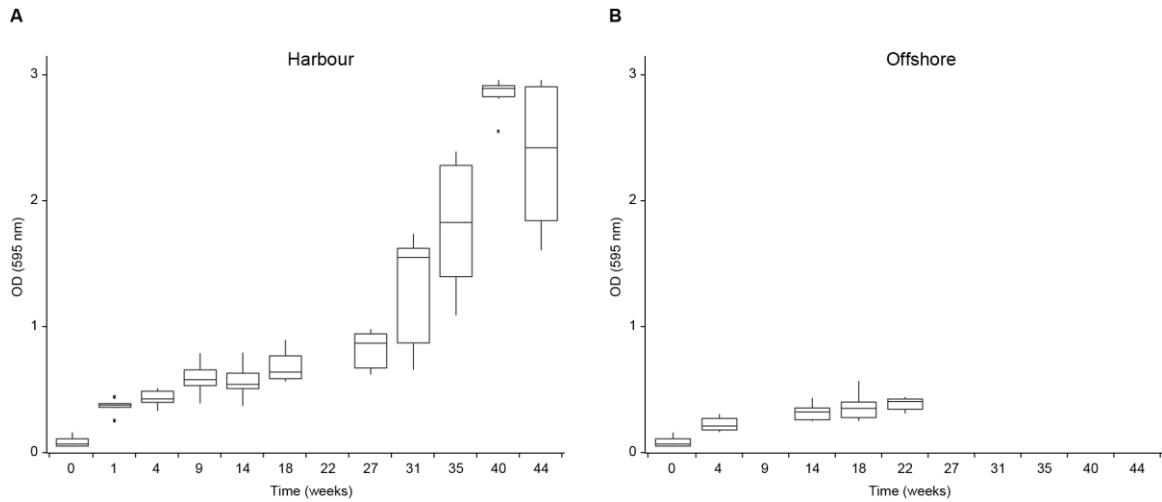 A
Harbour
3
2
1
0
OD (595 nm)
0 1 4 9 14 18 22 27 31 35 40 44
Time (weeks)
B
Offshore
3
2
1
0
OD (595 nm)
0 4 9 14 18 22 27 31 35 40 44
Time (weeks)